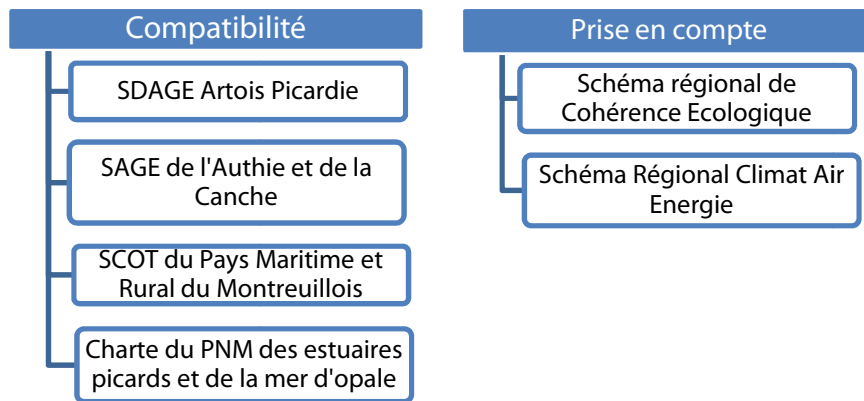 Compatibilité
SDAGE Artois Picardie
SAGE de l'Authie et de la
Canche
SCOT du Pays Maritime et
Rural du Montreuillois
Charte du PNM des estuaires
picards et de la mer d'opale
Prise en compte
Schéma régional de
Cohérence Ecologique
Schéma Régional Climat Air
Energie